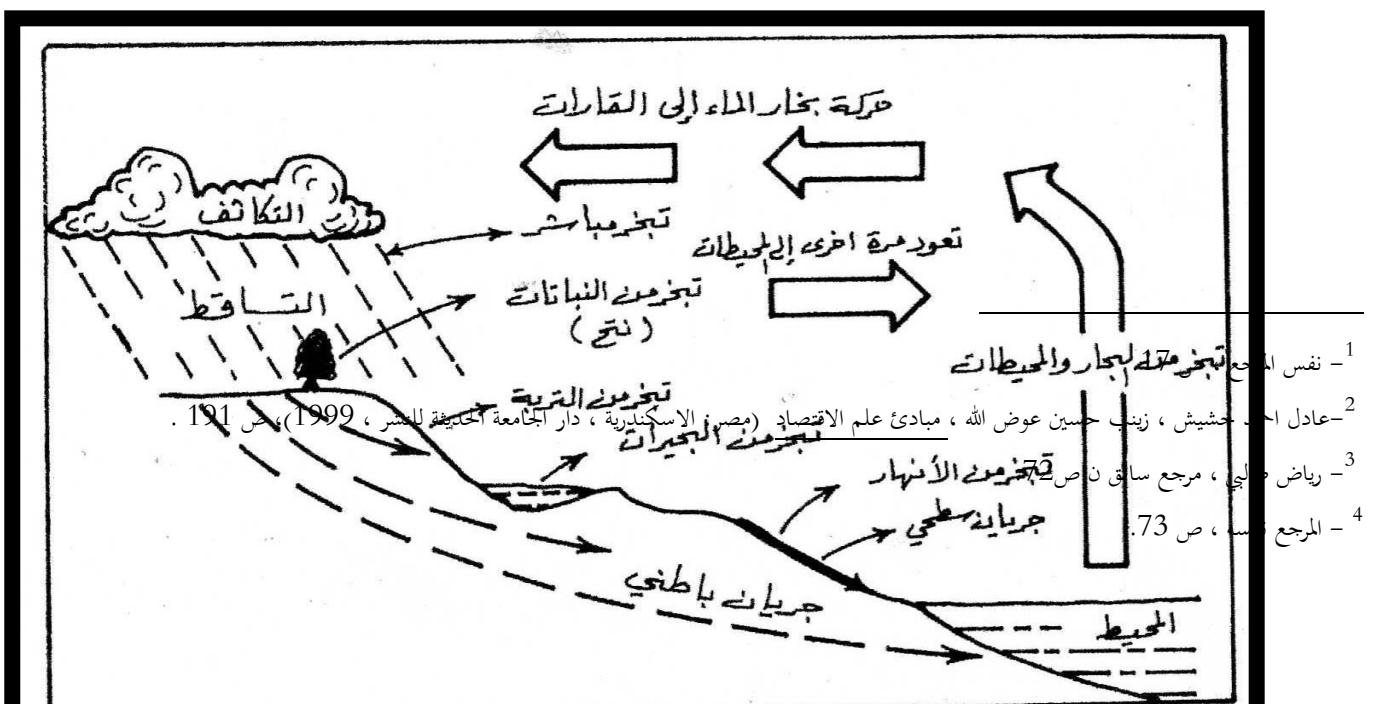 حركة بخار الماء إلى القارات
التكاثف
تبخر مباشر
تعود مرة اخرى إلى المحيطات
التساقط
تبخر من النباتات
(نتح)
تبخر من البحار والمحيطات
1- نفس المرجع
تبخر من التربة
2-عادل احمد حشيش ، زينب حسين عوض الله ، مبادئ علم الاقتصاد (مصر، الاسكندرية ، دار الجامعة الحديثة للنشر ، 1999)، ص 191 .
تبخر من البحيرات
تبخر من الأنهار
3- رياض طالبي ، مرجع سابق ن ص72
جريان سطحي
4 - المرجع نفسه ، ص 73.
جريان باطني
المحيط